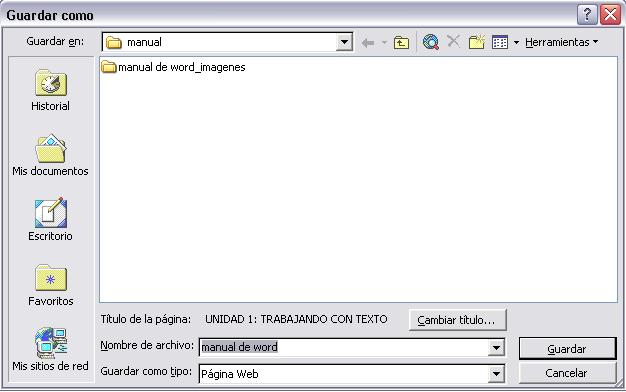 Guardar como
Guardar en: manual Herramientas
manual de word_imagenes
Historial
Mis documentos
Escritorio
Favoritos
Mis sitios de red
Título de la página: UNIDAD 1: TRABAJANDO CON TEXTO Cambiar título...
Nombre de archivo: manual de word Guardar
Guardar como tipo: Página Web Cancelar